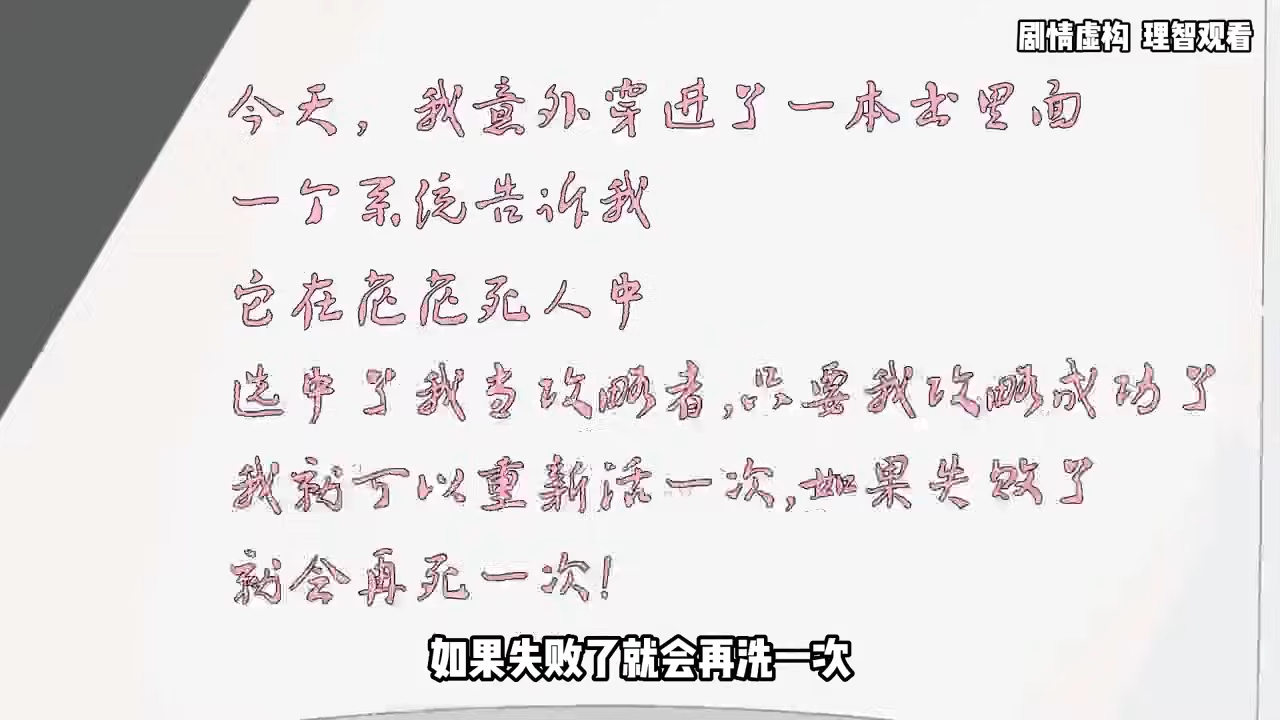 剧情虚构 理智观看
今天，我意外穿进了一本出里面
一个系统告诉我
它在危危死人中
选中了我当攻略者,只要我攻略成功了
我就可以重新活一次,如果失败了
就会再死一次!
如果失败了就会再洗一次